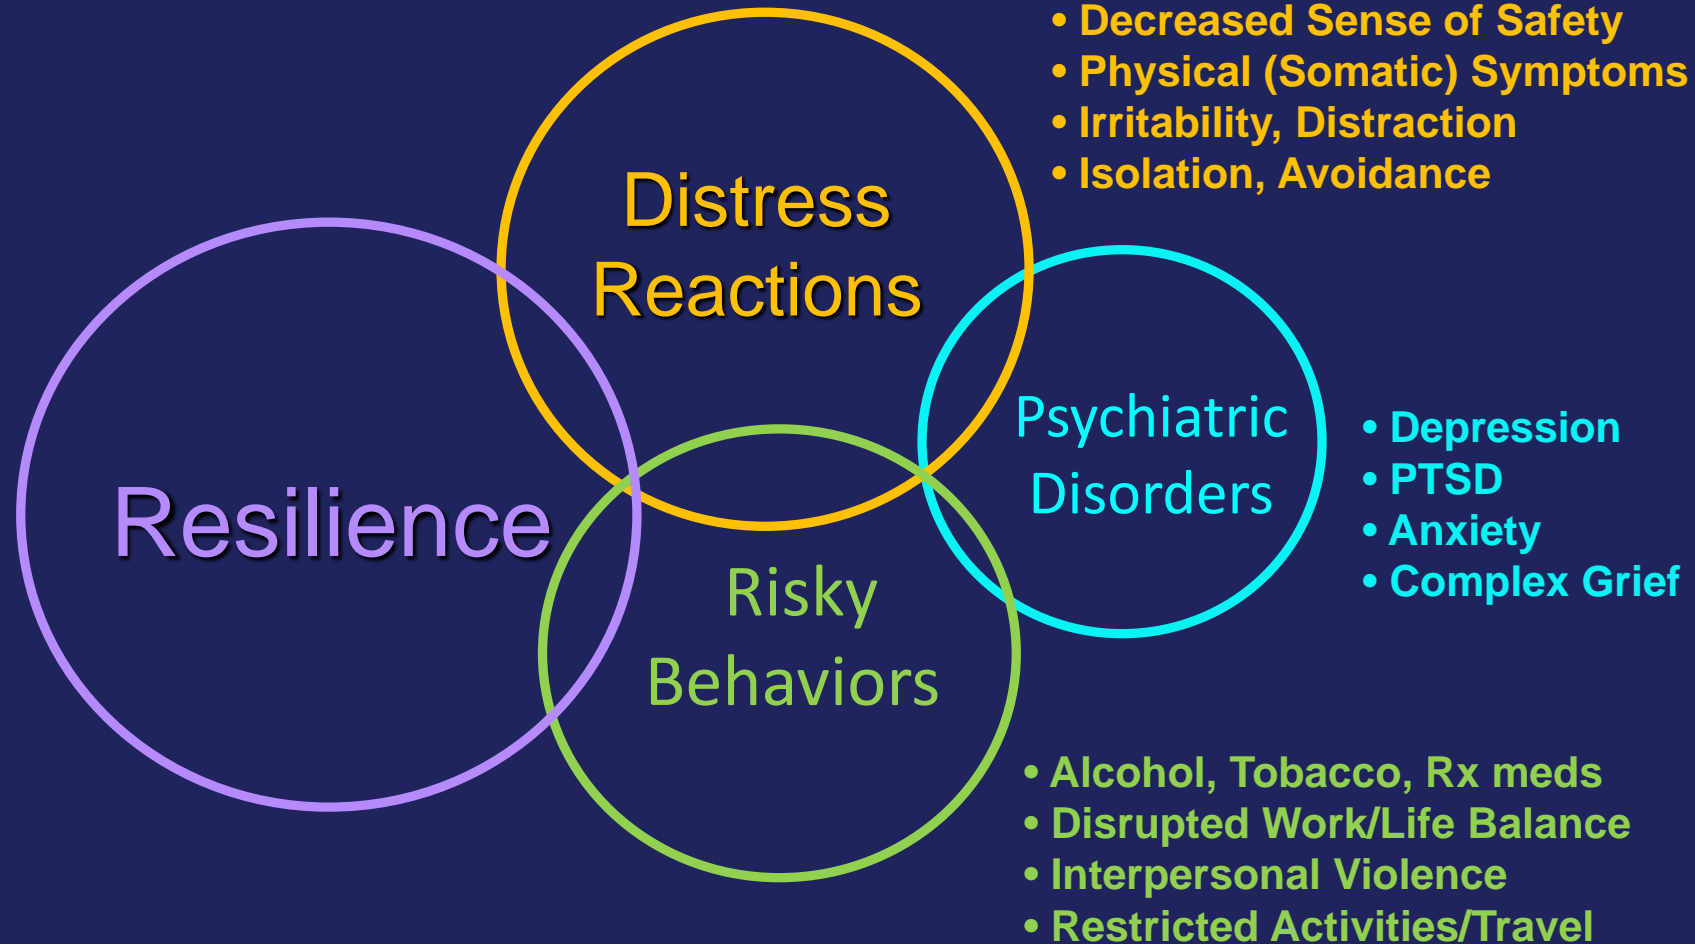 • Decreased Sense of Safety
• Physical (Somatic) Symptoms
• Irritability, Distraction
• Isolation, Avoidance
Distress
Reactions
Resilience
Psychiatric
Disorders
• Depression
• PTSD
• Anxiety
• Complex Grief
Risky
Behaviors
• Alcohol, Tobacco, Rx meds
• Disrupted Work/Life Balance
• Interpersonal Violence
• Restricted Activities/Travel